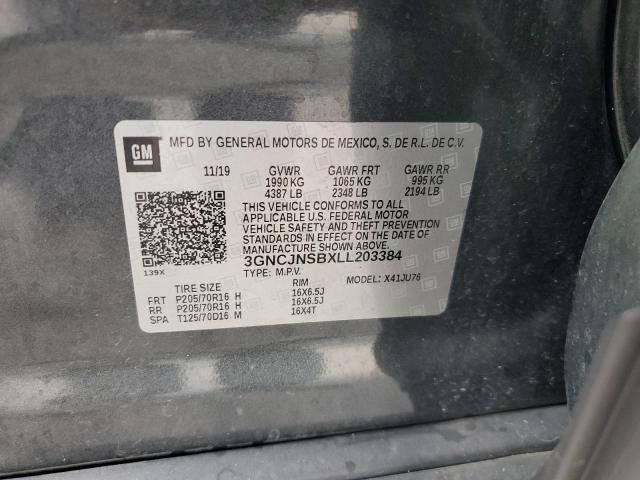 GM
MFD BY GENERAL MOTORS DE MEXICO, S. DE R.L. DE C.V.
11/19 GVWR GAWR FRT GAWR RR
1990 KG 1065 KG 995 KG
4387 LB 2348 LB 2194 LB
THIS VEHICLE CONFORMS TO ALL
APPLICABLE U.S. FEDERAL MOTOR
VEHICLE SAFETY AND THEFT PREVENTION
STANDARDS IN EFFECT ON THE DATE OF
MANUFACTURE SHOWN ABOVE.
3GNCJNSBXLL203384
139X
TYPE: M.P.V. MODEL: X41JU76
TIRE SIZE RIM
FRT P205/70R16 H 16X6.5J
RR P205/70R16 H 16X6.5J
SPA T125/70D16 M 16X4T